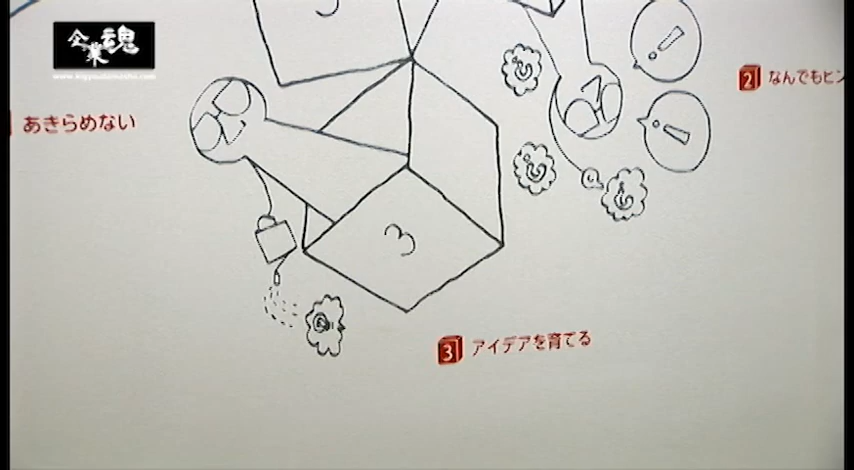 企業魂
3
2 なんでもヒン
あきらめない
3
3 アイデアを育てる